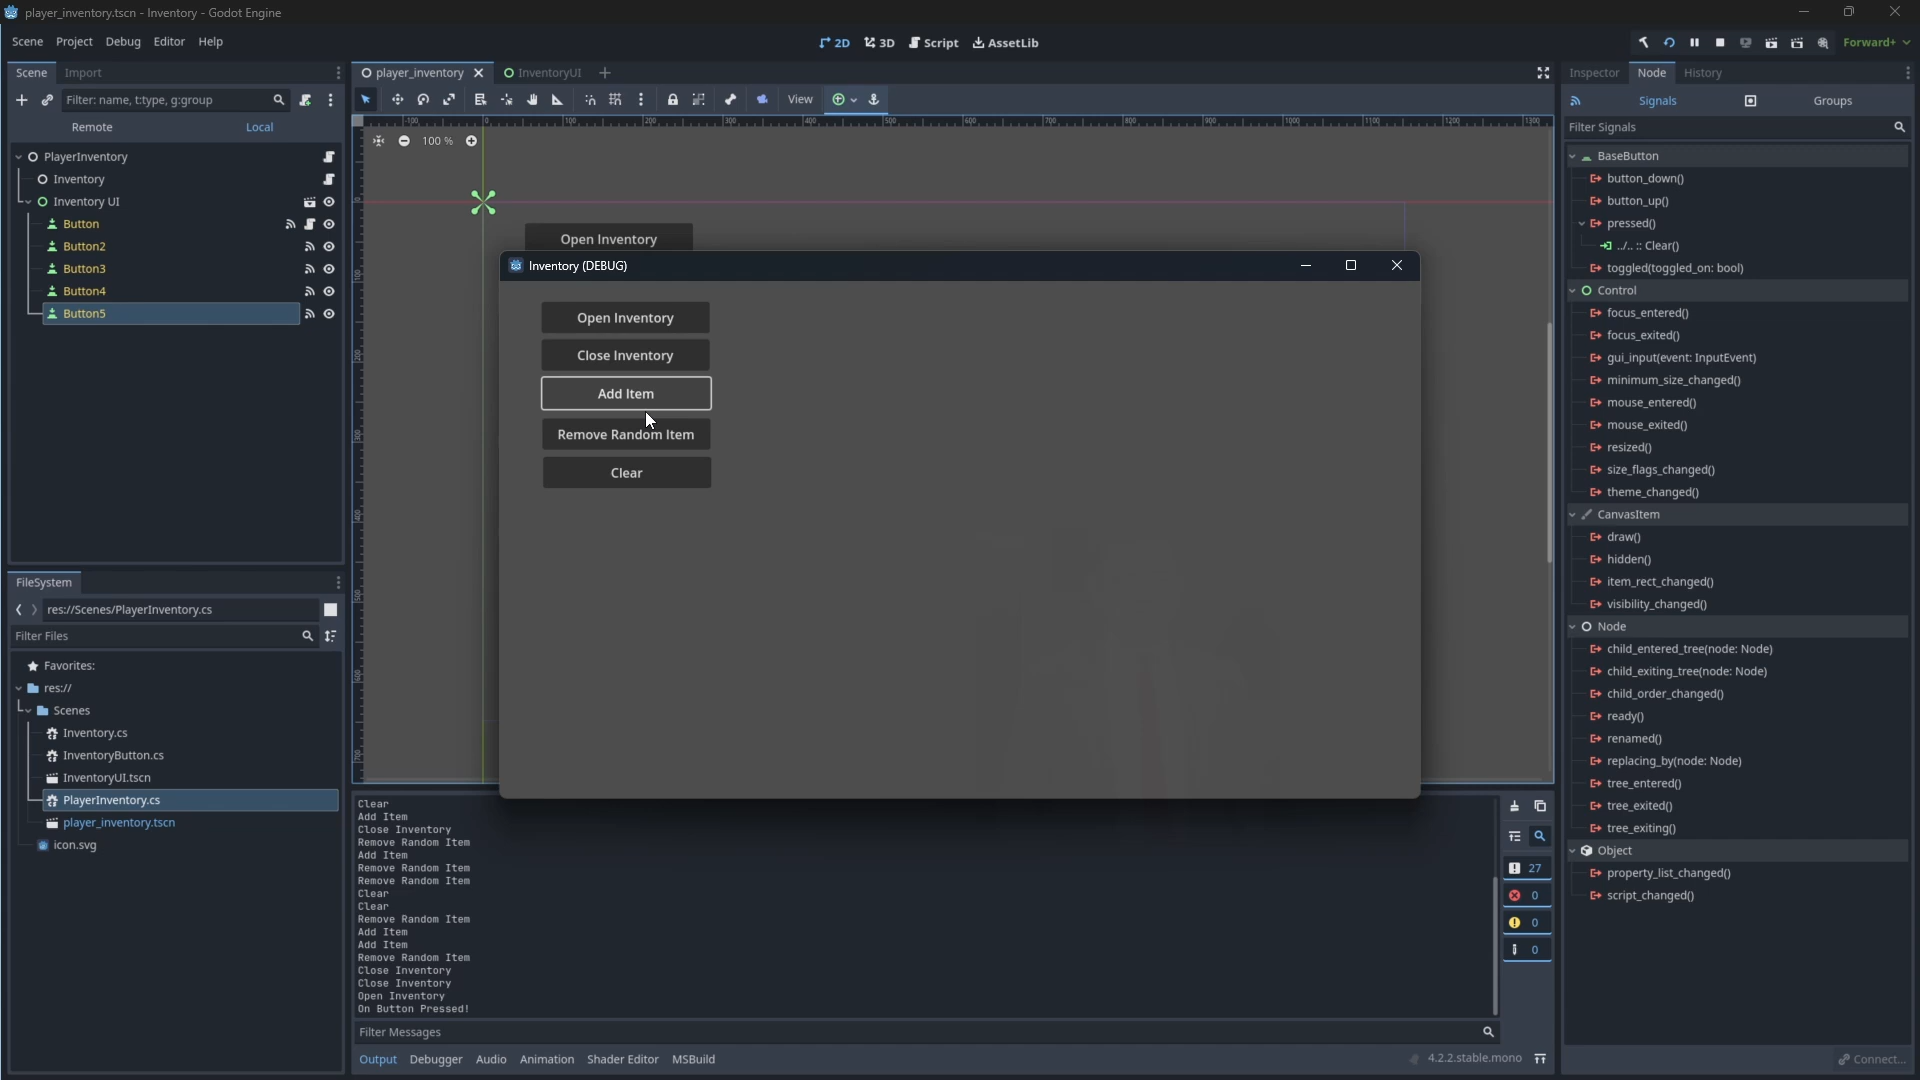 player_inventory.tscn - Inventory - Godot Engine
Scene Project Debug Editor Help
2D 3D Script AssetLib
Forward+
Scene Import
player_inventory InventoryUI
Inspector Node History
Filter: name, t:type, g:group
View
Signals Groups
Remote Local
Filter Signals
100 %
PlayerInventory
Inventory
Inventory UI
Button
Button2
Button3
Button4
Button5
Open Inventory
Inventory (DEBUG)
Open Inventory
Close Inventory
Add Item
Remove Random Item
Clear
BaseButton
button_down()
button_up()
pressed()
../.. :: Clear()
toggled(toggled_on: bool)
Control
focus_entered()
focus_exited()
gui_input(event: InputEvent)
minimum_size_changed()
mouse_entered()
mouse_exited()
resized()
size_flags_changed()
theme_changed()
CanvasItem
draw()
hidden()
item_rect_changed()
visibility_changed()
Node
child_entered_tree(node: Node)
child_exiting_tree(node: Node)
child_order_changed()
ready()
renamed()
replacing_by(node: Node)
tree_entered()
tree_exited()
tree_exiting()
Object
property_list_changed()
script_changed()
Connect...
FileSystem
res://Scenes/PlayerInventory.cs
Filter Files
Favorites:
res://
Scenes
Inventory.cs
InventoryButton.cs
InventoryUI.tscn
PlayerInventory.cs
player_inventory.tscn
icon.svg
Clear
Add Item
Close Inventory
Remove Random Item
Add Item
Remove Random Item
Remove Random Item
Clear
Clear
Remove Random Item
Add Item
Add Item
Remove Random Item
Close Inventory
Close Inventory
Open Inventory
On Button Pressed!
27
0
0
0
Filter Messages
Output Debugger Audio Animation Shader Editor MSBuild
4.2.2.stable.mono